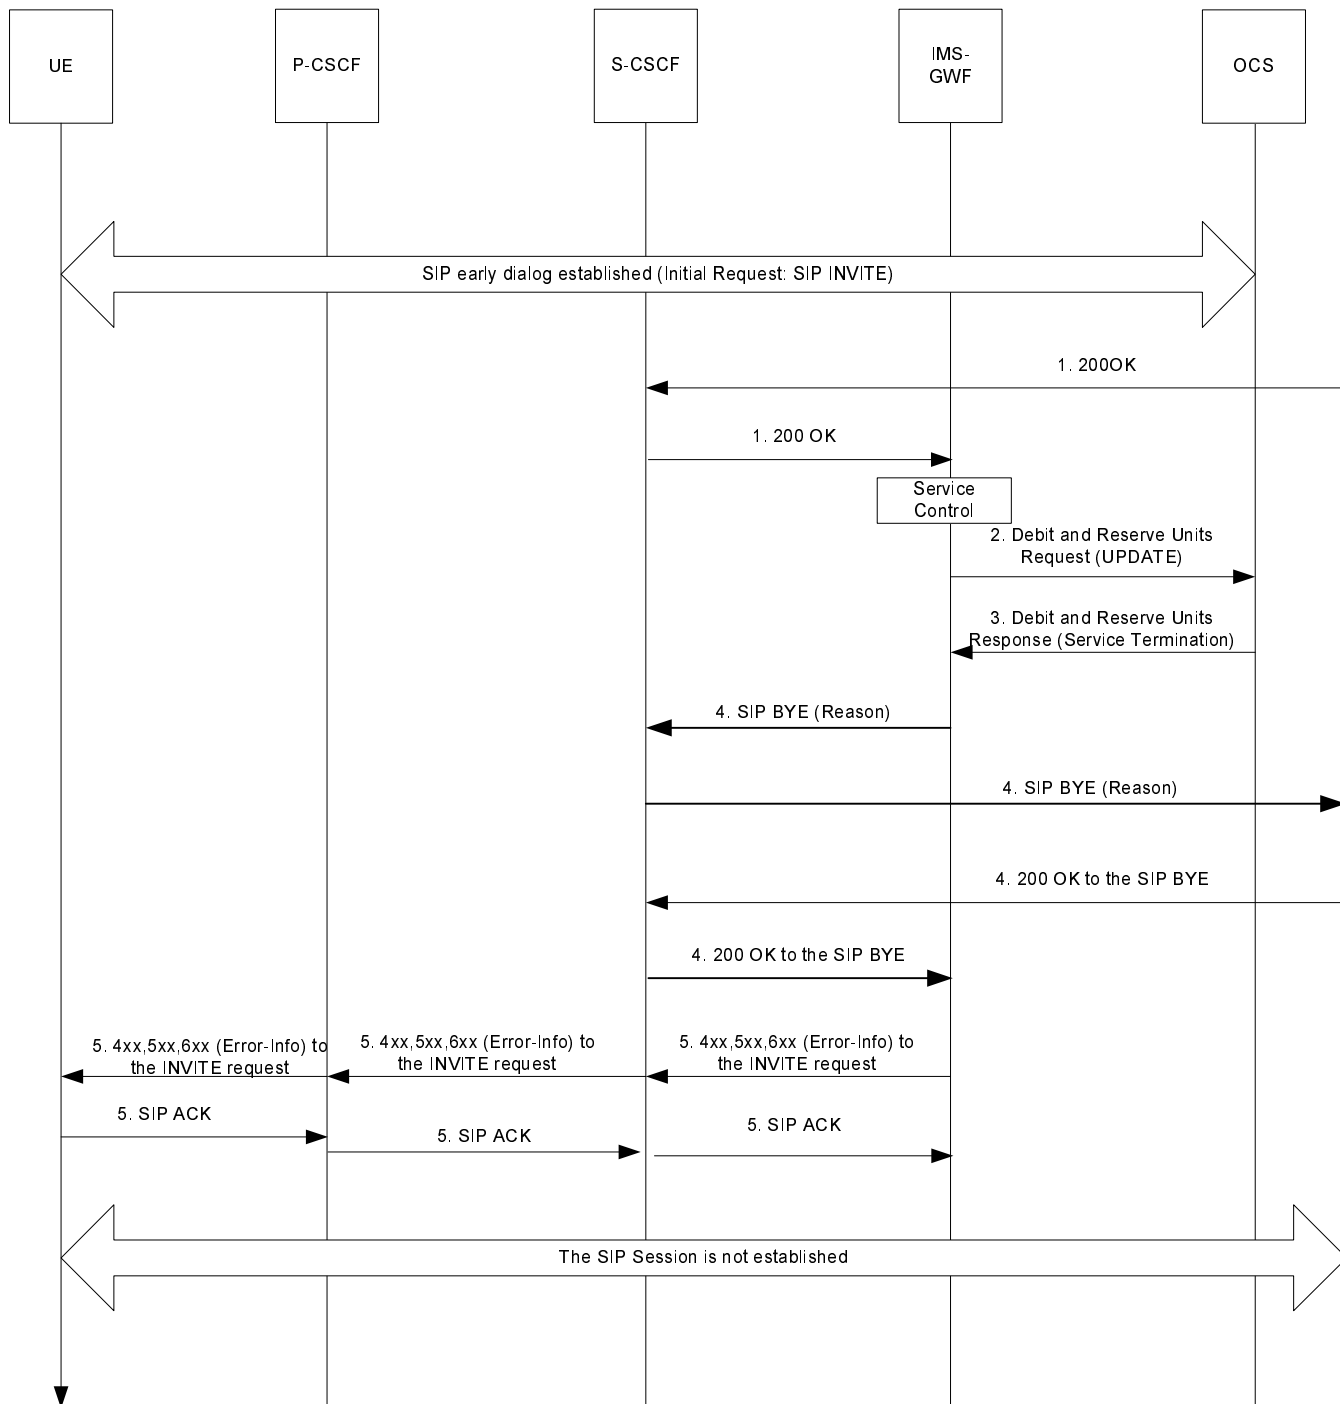 UE
P-CSCF
S-CSCF
IMS-
GWF
OCS
SIP early dialog established (Initial Request: SIP INVITE)
1. 200OK
1. 200 OK
Service
Control
2. Debit and Reserve Units
Request (UPDATE)
3. Debit and Reserve Units
Response (Service Termination)
4. SIP BYE (Reason)
4. SIP BYE (Reason)
4. 200 OK to the SIP BYE
4. 200 OK to the SIP BYE
5. 4xx,5xx,6xx (Error-Info) to
the INVITE request
5. 4xx,5xx,6xx (Error-Info) to
the INVITE request
5. 4xx,5xx,6xx (Error-Info) to
the INVITE request
5. SIP ACK
5. SIP ACK
5. SIP ACK
The SIP Session is not established